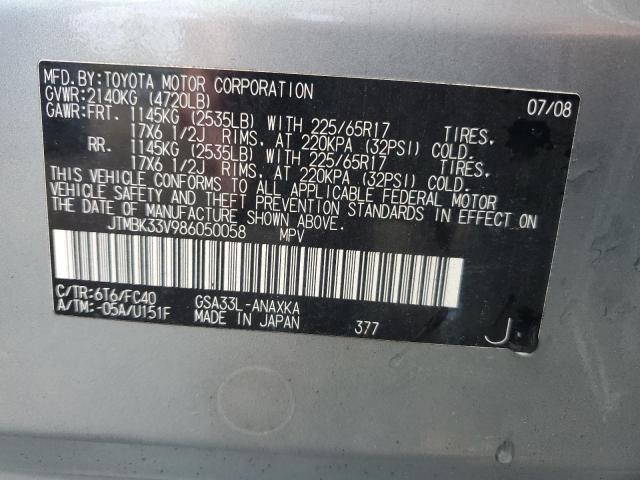 MFD.BY:TOYOTA MOTOR CORPORATION 07/08
GVWR:2140KG (4720LB)
GAWR:FRT. 1145KG (2535LB) WITH 225/65R17 TIRES,
17X6 1/2J RIMS, AT 220KPA (32PSI) COLD.
RR. 1145KG (2535LB) WITH 225/65R17 TIRES,
17X6 1/2J RIMS, AT 220KPA (32PSI) COLD.
THIS VEHICLE CONFORMS TO ALL APPLICABLE FEDERAL MOTOR
VEHICLE SAFETY AND THEFT PREVENTION STANDARDS IN EFFECT ON
THE DATE OF MANUFACTURE SHOWN ABOVE.
JTMBK33V986050058 MPV
C/TR:6T6/FC40 GSA33L-ANAXKA
A/TM:-05A/U151F MADE IN JAPAN 377 J.